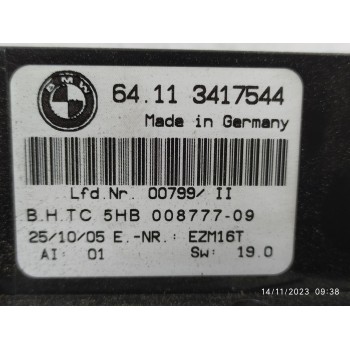 BMW
64.11 3417544
Made in Germany
Lfd.Nr. 00799/ II
B.H.TC 5HB 008777-09
25/10/05 E.-NR.: EZM16T
AI: 01 SW: 19.0
14/11/2023 09:38